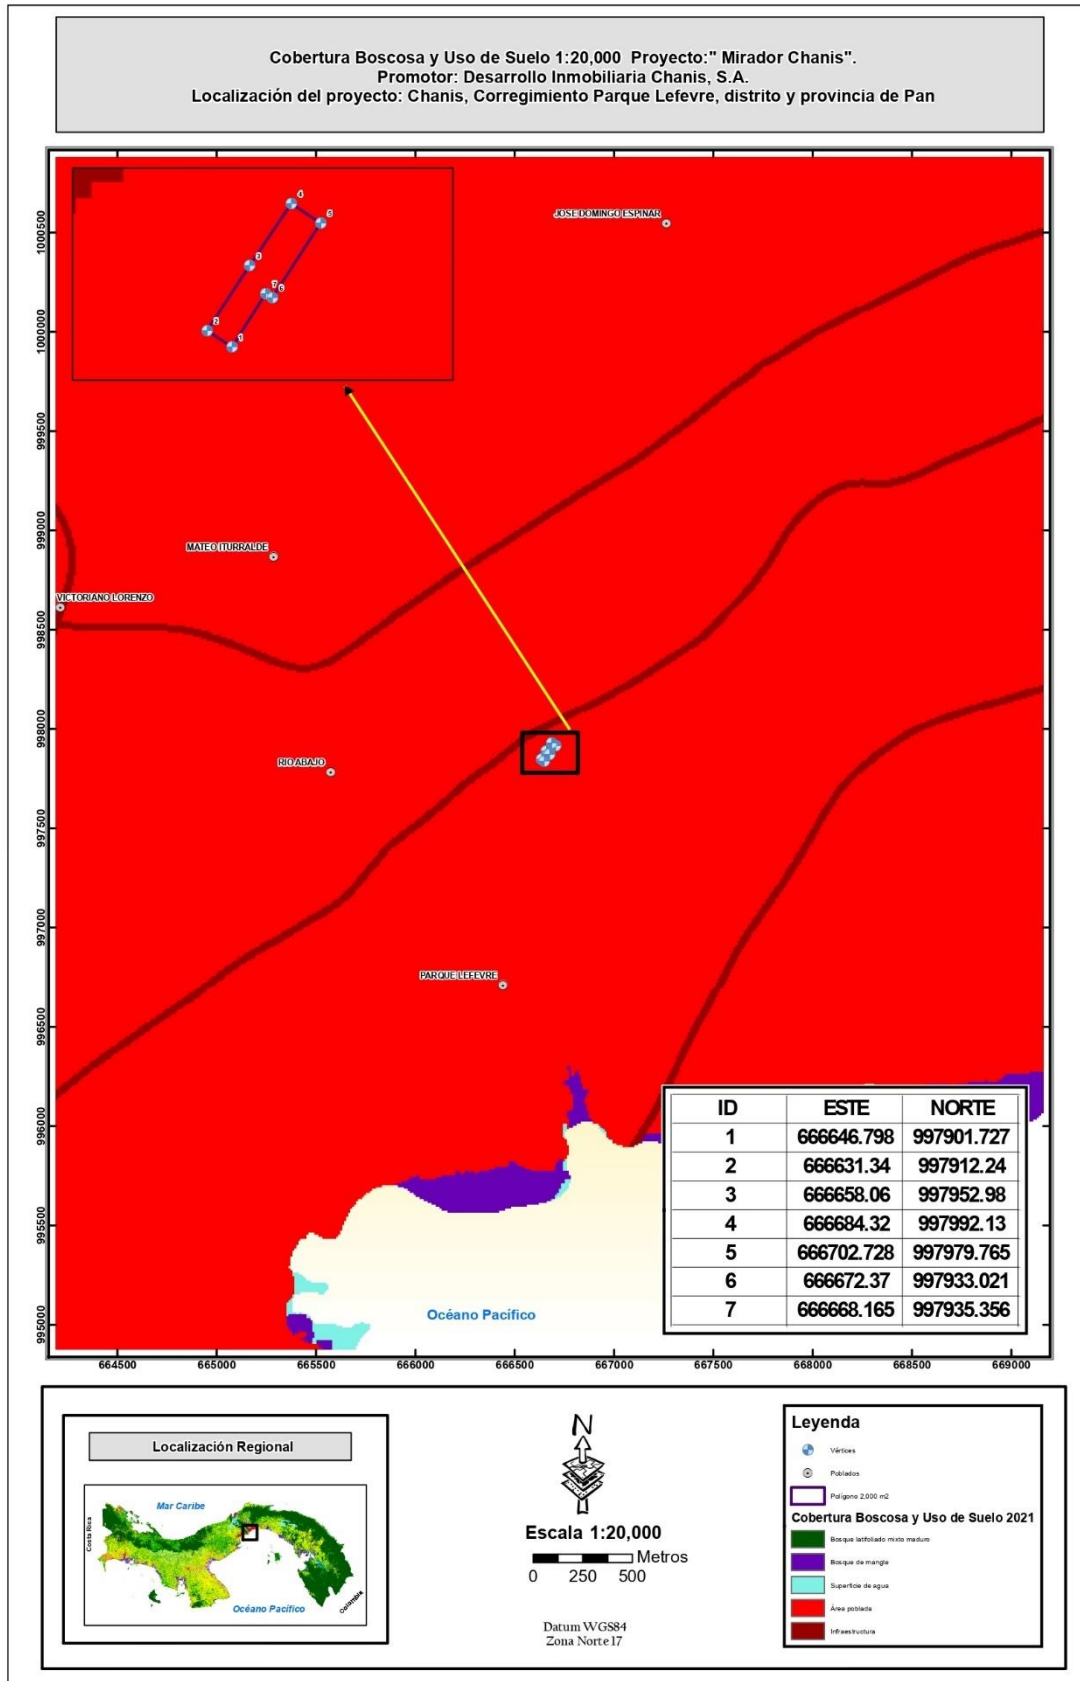 Cobertura Boscosa y Uso de Suelo 1:20,000 Proyecto:" Mirador Chanis".
Promotor: Desarrollo Inmobiliaria Chanis, S.A.
Localización del proyecto: Chanis, Corregimiento Parque Lefevre, distrito y provincia de Pan
4
5
3
7
6
2
1
JOSE DOMINGO ESPINAR
MATEO ITURRALDE
VICTORIANO LORENZO
RIO ABAJO
PARQUE LEFEVRE
Océano Pacífico
1000500
1000000
999500
999000
998500
998000
997500
997000
996500
996000
995500
995000
664500 665000 665500 666000 666500 667000 667500 668000 668500 669000
ID ESTE NORTE
1 666646.798 997901.727
2 666631.34 997912.24
3 666658.06 997952.98
4 666684.32 997992.13
5 666702.728 997979.765
6 666672.37 997933.021
7 666668.165 997935.356
Localización Regional
Mar Caribe
Costa Rica
Océano Pacífico
Colombia
N
Escala 1:20,000
Metros
0 250 500
Datum WGS84
Zona Norte 17
Leyenda
Vértices
Poblados
Polígono 2,000 m2
Cobertura Boscosa y Uso de Suelo 2021
Bosque latifoliado mixto maduro
Bosque de mangle
Superficie de agua
Área poblada
Infraestructura